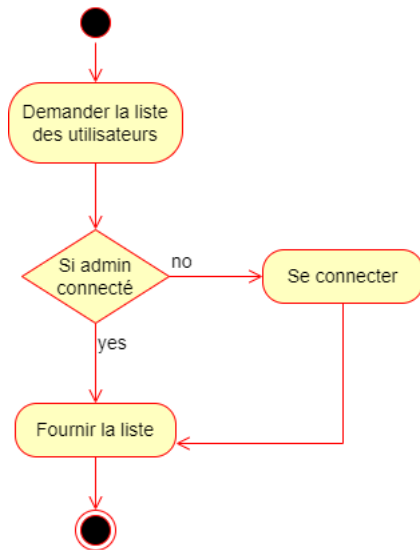 Demander la liste
des utilisateurs
Si admin
connecté
no
Se connecter
yes
Fournir la liste